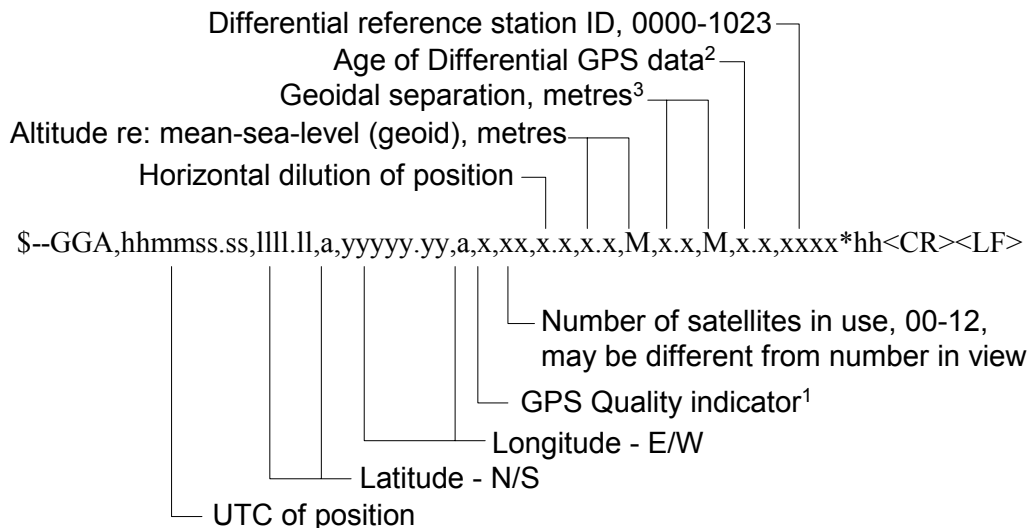 Differential reference station ID, 0000-1023
Age of Differential GPS data²
Geoidal separation, metres³
Altitude re: mean-sea-level (geoid), metres
Horizontal dilution of position
$--GGA,hhmmss.ss,llll.ll,a,yyyyy.yy,a,x,xx,x.x,x.x,M,x.x,M,x.x,xxxx*hh<CR><LF>
Number of satellites in use, 00-12,
may be different from number in view
GPS Quality indicator¹
Longitude - E/W
Latitude - N/S
UTC of position